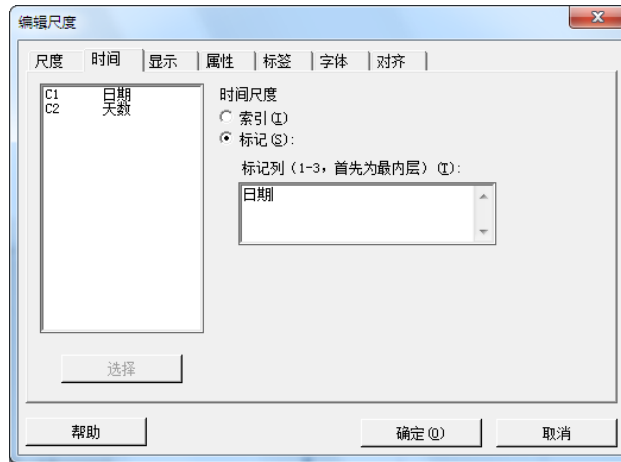 编辑尺度
尺度 时间 显示 属性 标签 字体 对齐
C1 日期
C2 天数
时间尺度
索引(I)
标记(S):
标记列 (1-3, 首先为最内层) (T):
日期
选择
帮助
确定(O)
取消